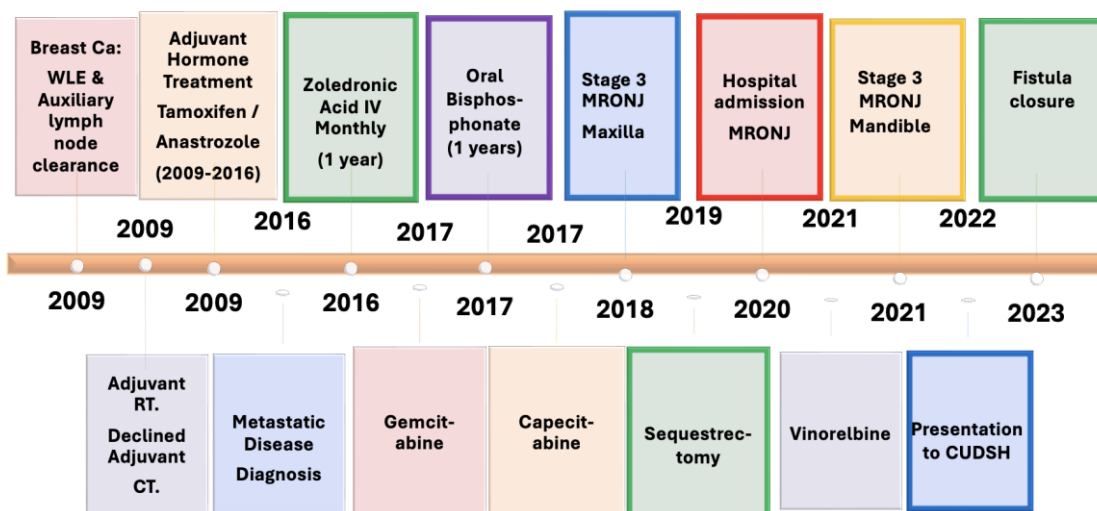 Breast Ca:
WLE &
Auxiliary
lymph
node
clearance
Adjuvant
Hormone
Treatment
Tamoxifen /
Anastrozole
(2009-2016)
Zoledronic
Acid IV
Monthly
(1 year)
Oral
Bisphos-
phonate
(1 years)
Stage 3
MRONJ
Maxilla
Hospital
admission
MRONJ
Stage 3
MRONJ
Mandible
Fistula
closure
2009
2016
2017
2017
2019
2021
2022
2009
2009
2016
2017
2018
2020
2021
2023
Adjuvant
RT.
Declined
Adjuvant
CT.
Metastatic
Disease
Diagnosis
Gemcit-
abine
Capecit-
abine
Sequestrec-
tomy
Vinorelbine
Presentation
to CUDSH